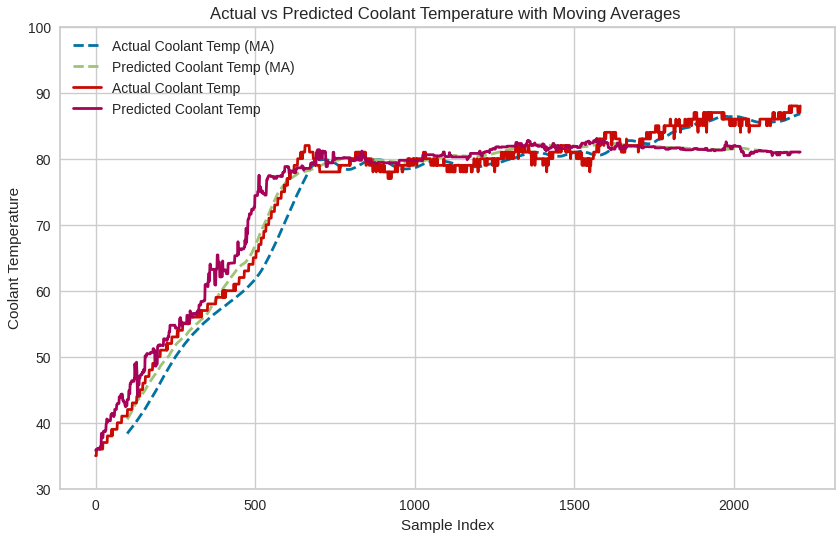 Actual vs Predicted Coolant Temperature with Moving Averages
100
90
80
70
60
50
40
30
Coolant Temperature
Actual Coolant Temp (MA)
Predicted Coolant Temp (MA)
Actual Coolant Temp
Predicted Coolant Temp
0
500
1000
1500
2000
Sample Index